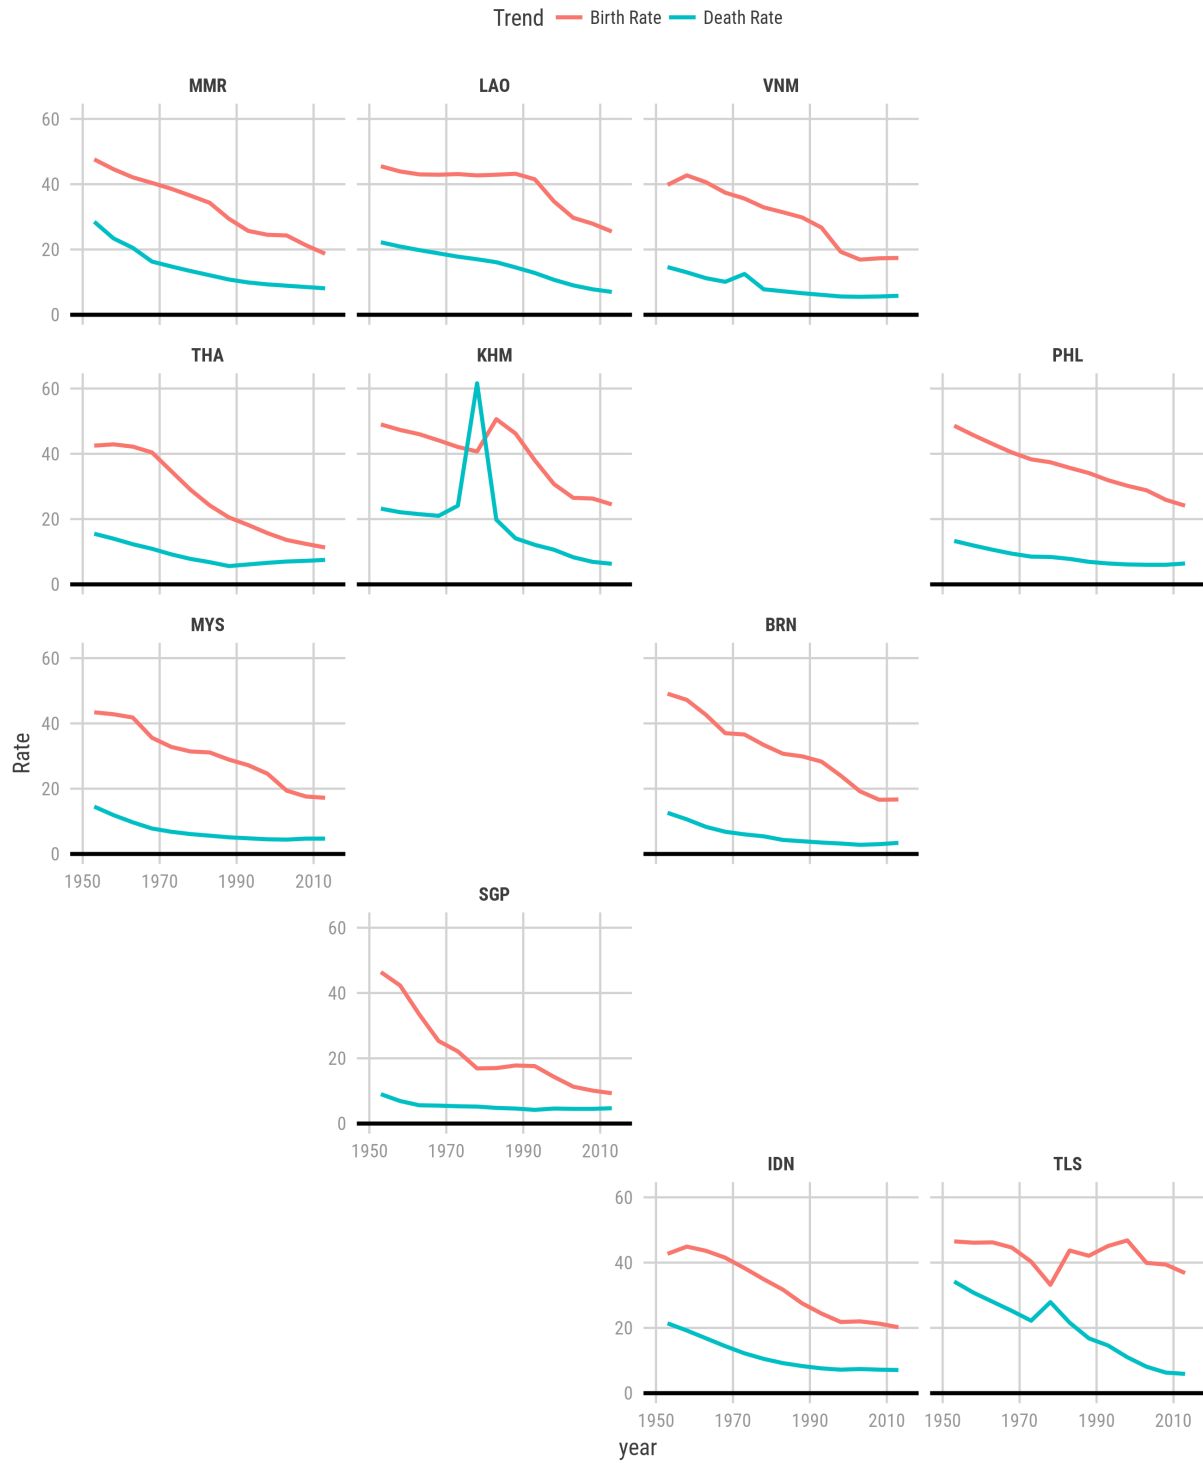 Trend Birth Rate Death Rate
MMR LAO VNM
60
40
20
0
THA KHM PHL
60
40
20
0
MYS BRN
60
40
20
0
1950 1970 1990 2010
Rate
SGP
60
40
20
0
1950 1970 1990 2010
IDN TLS
60
40
20
0
1950 1970 1990 2010 1950 1970 1990 2010
year